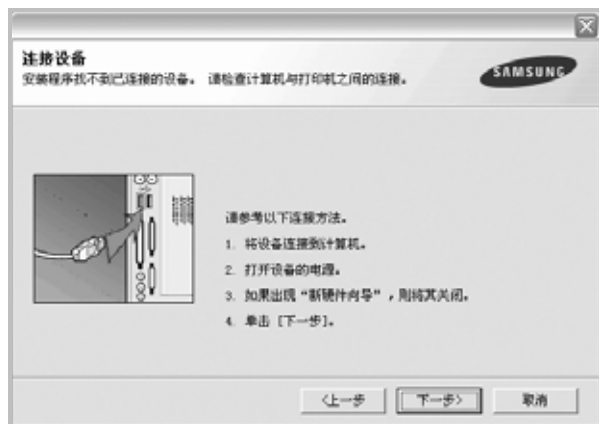 连接设备
安装程序找不到已连接的设备。 请检查计算机与打印机之间的连接。
SAMSUNG
请参考以下连接方法。
1. 将设备连接到计算机。
2. 打开设备的电源。
3. 如果出现“新硬件向导”，则将其关闭。
4. 单击 [下一步]。
<上一步
下一步>
取消